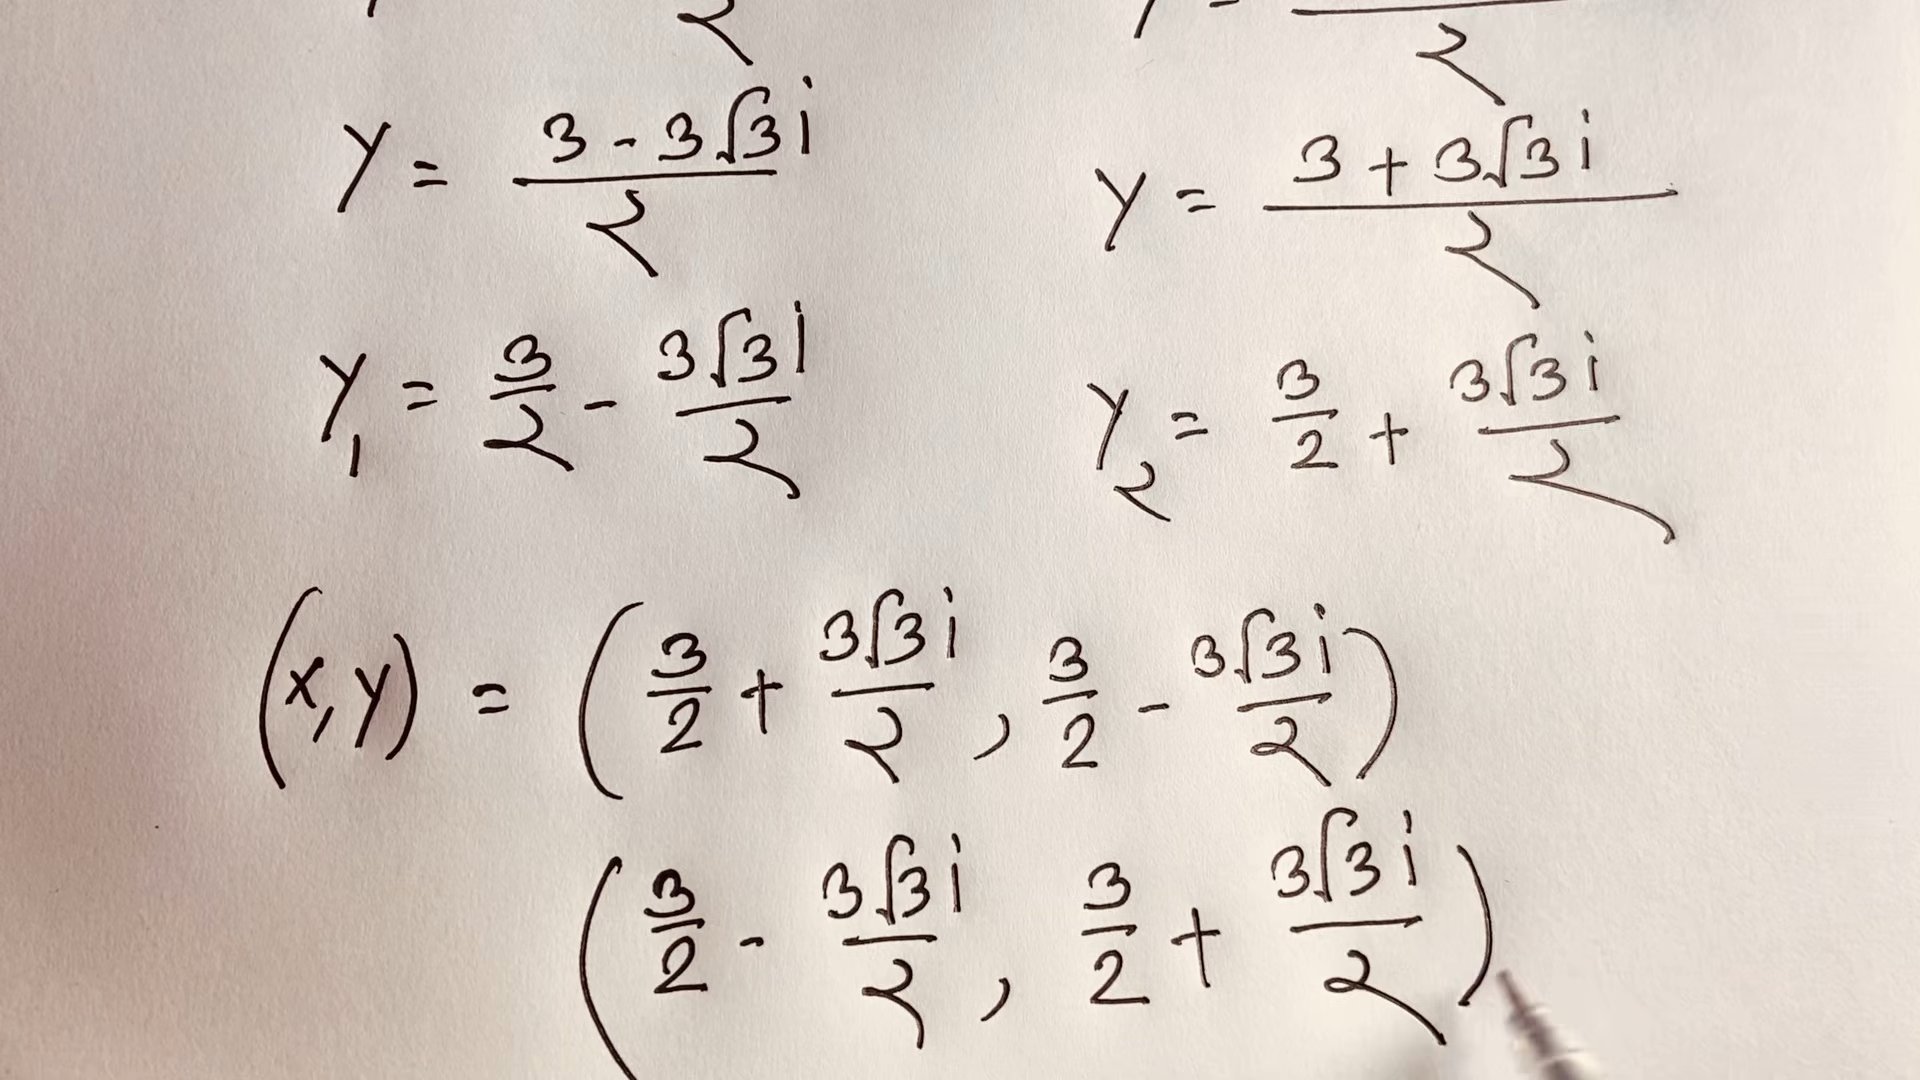 y = (3 - 3√3 i)/2    y = (3 + 3√3 i)/2
y₁ = 3/2 - 3√3 i/2    y₂ = 3/2 + 3√3 i/2
(x, y) = (3/2 + 3√3 i/2 , 3/2 - 3√3 i/2)
(3/2 - 3√3 i/2 , 3/2 + 3√3 i/2)